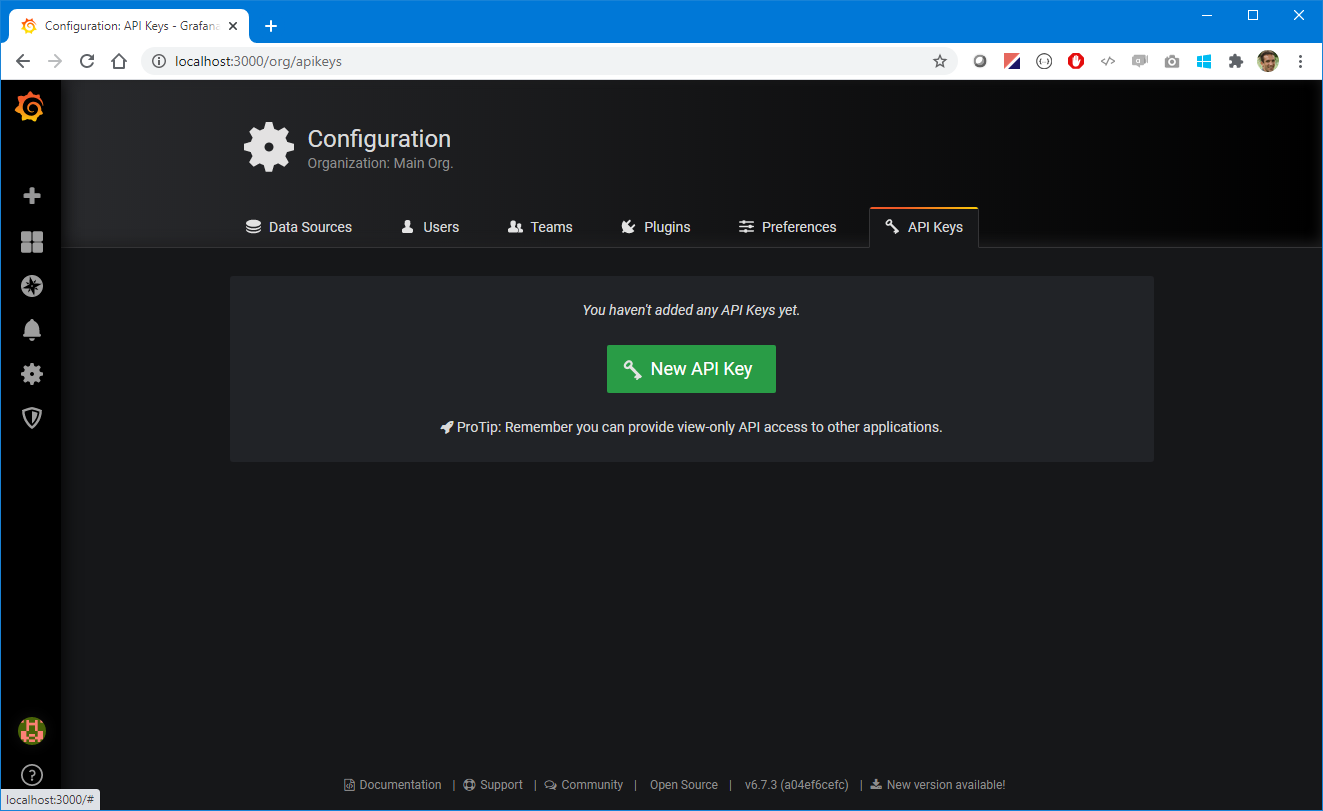 Configuration: API Keys - Grafana
localhost:3000/org/apikeys
Configuration
Organization: Main Org.
Data Sources Users Teams Plugins Preferences API Keys
You haven't added any API Keys yet.
New API Key
ProTip: Remember you can provide view-only API access to other applications.
Documentation | Support | Community | Open Source | v6.7.3 (a04ef6cefc) | New version available!
localhost:3000/#